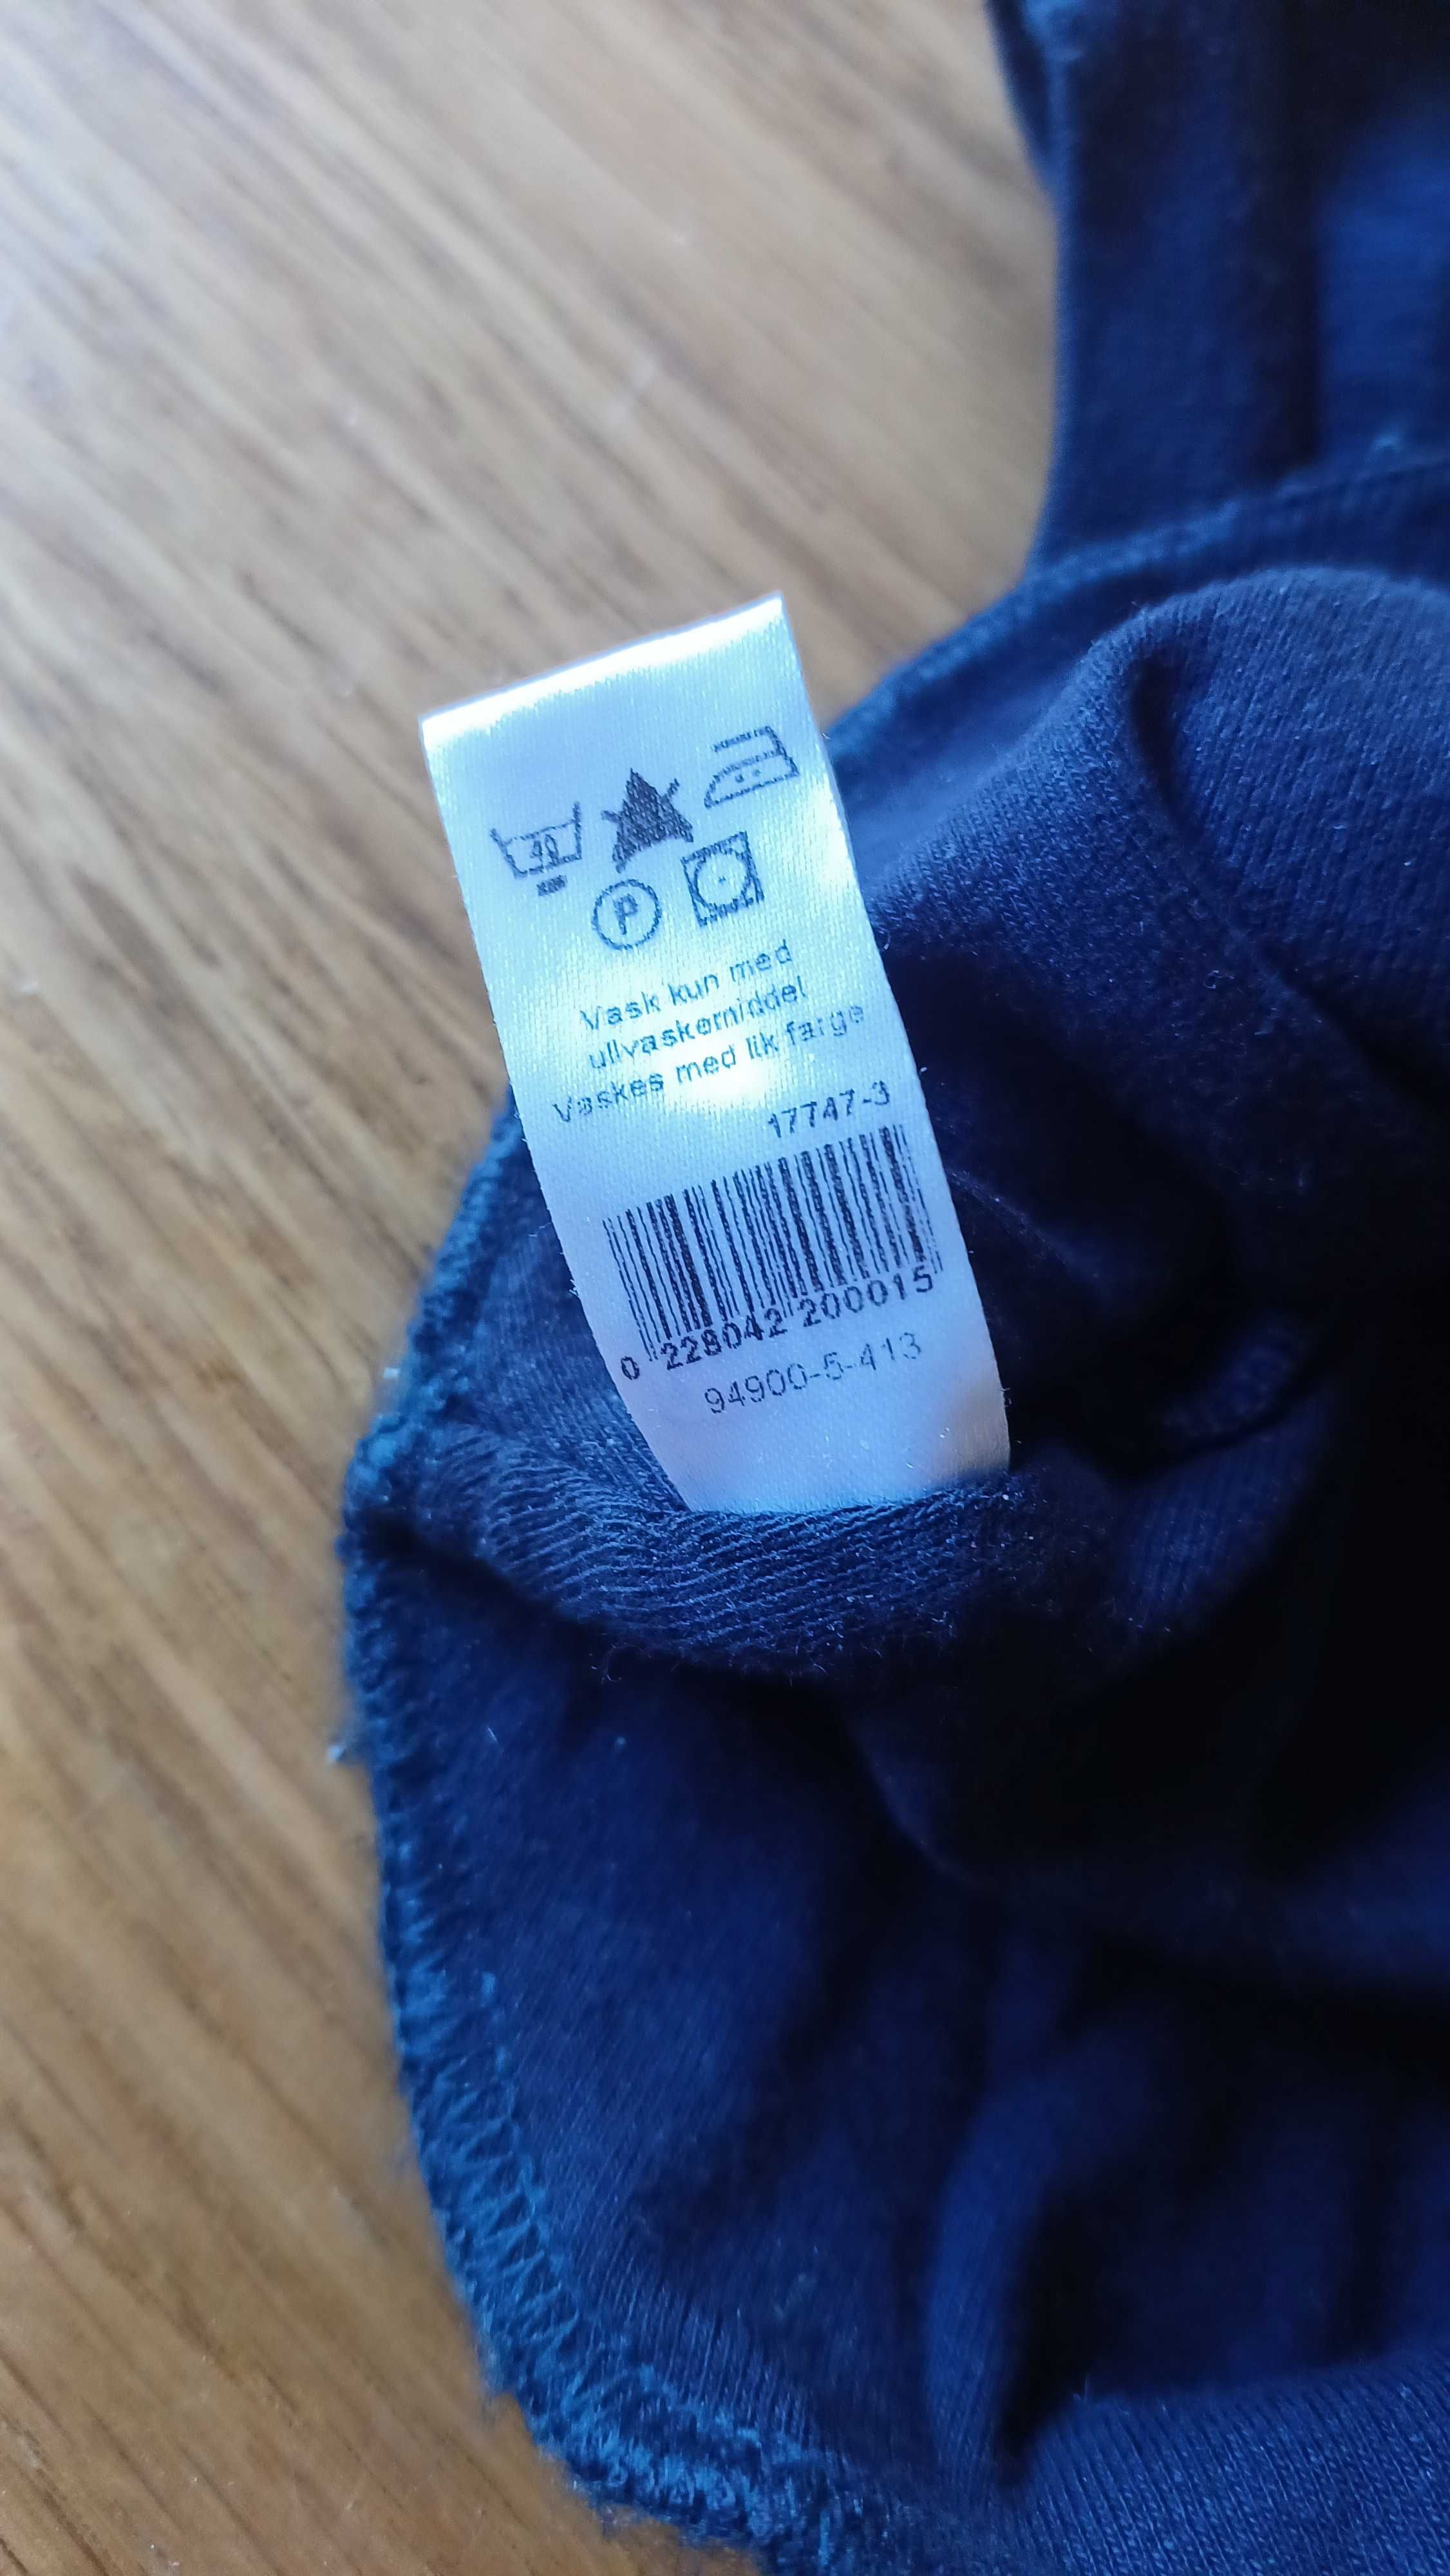 40
P
Vask kun med
ullvaskemiddel
Vaskes med lik farge
17747-3
0 228042 200015
94900-5-413